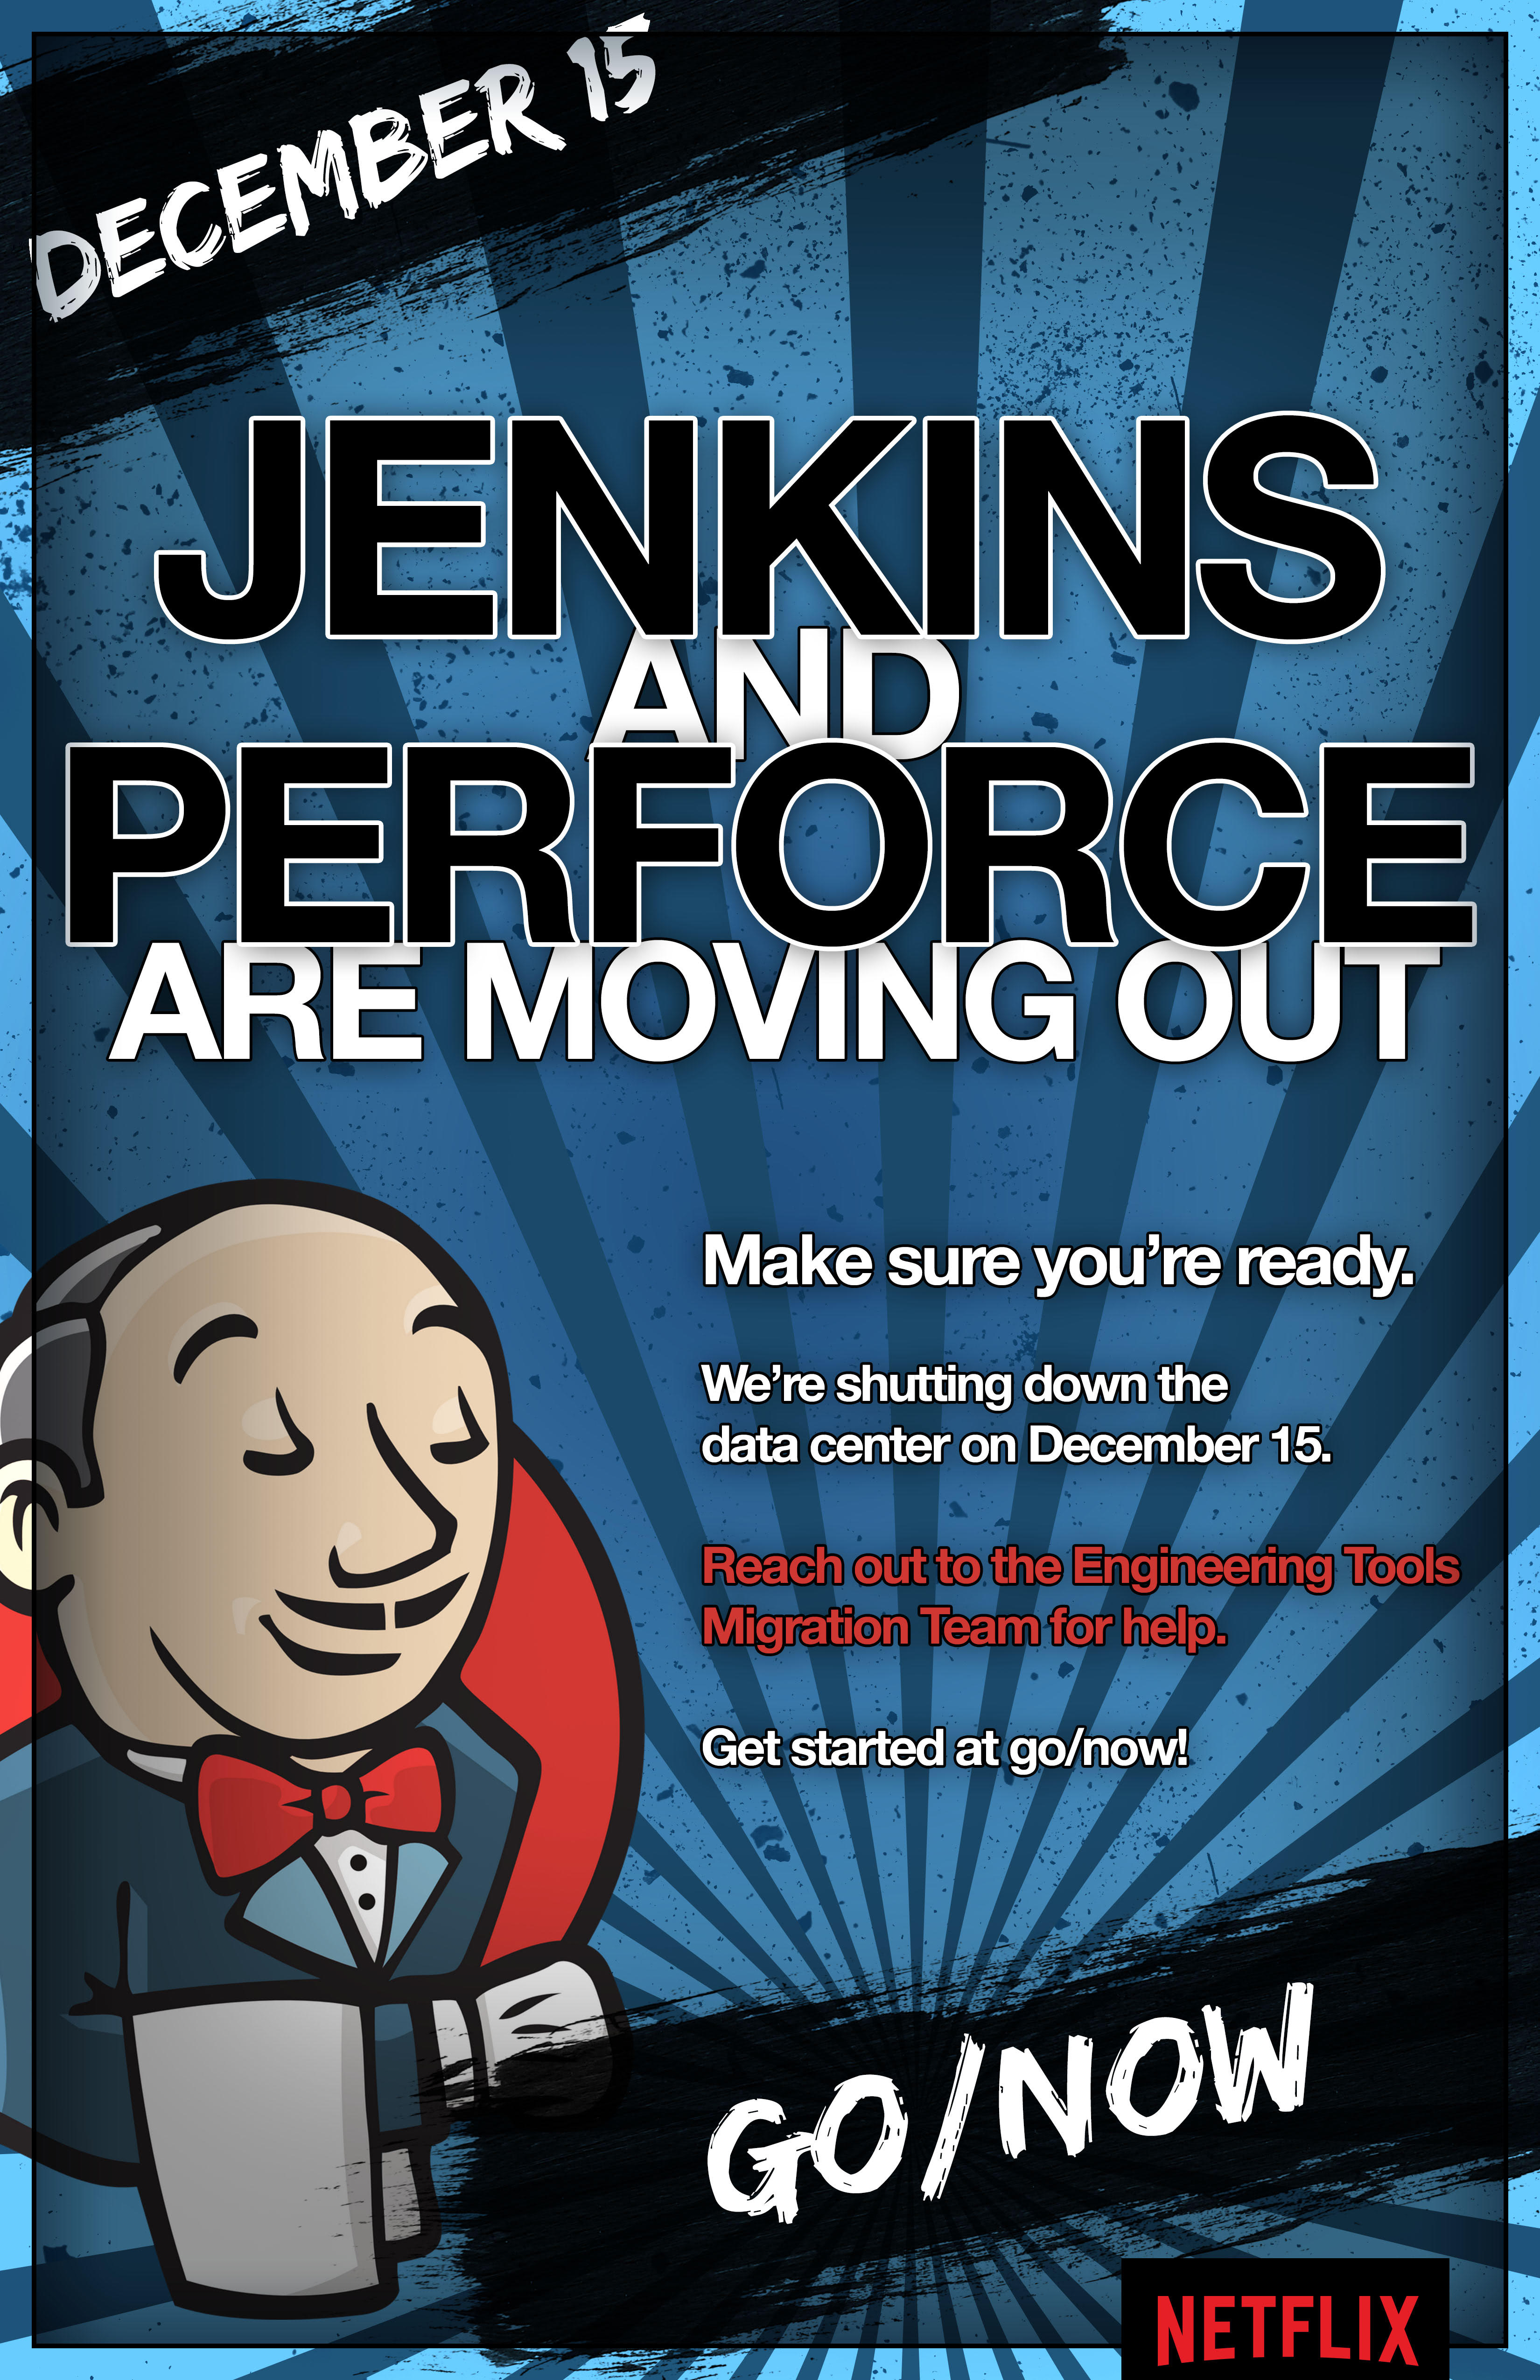 DECEMBER 15
JENKINS
AND
PERFORCE
ARE MOVING OUT
Make sure you’re ready.
We’re shutting down the
data center on December 15.
Reach out to the Engineering Tools
Migration Team for help.
Get started at go/now!
GO/NOW
NETFLIX